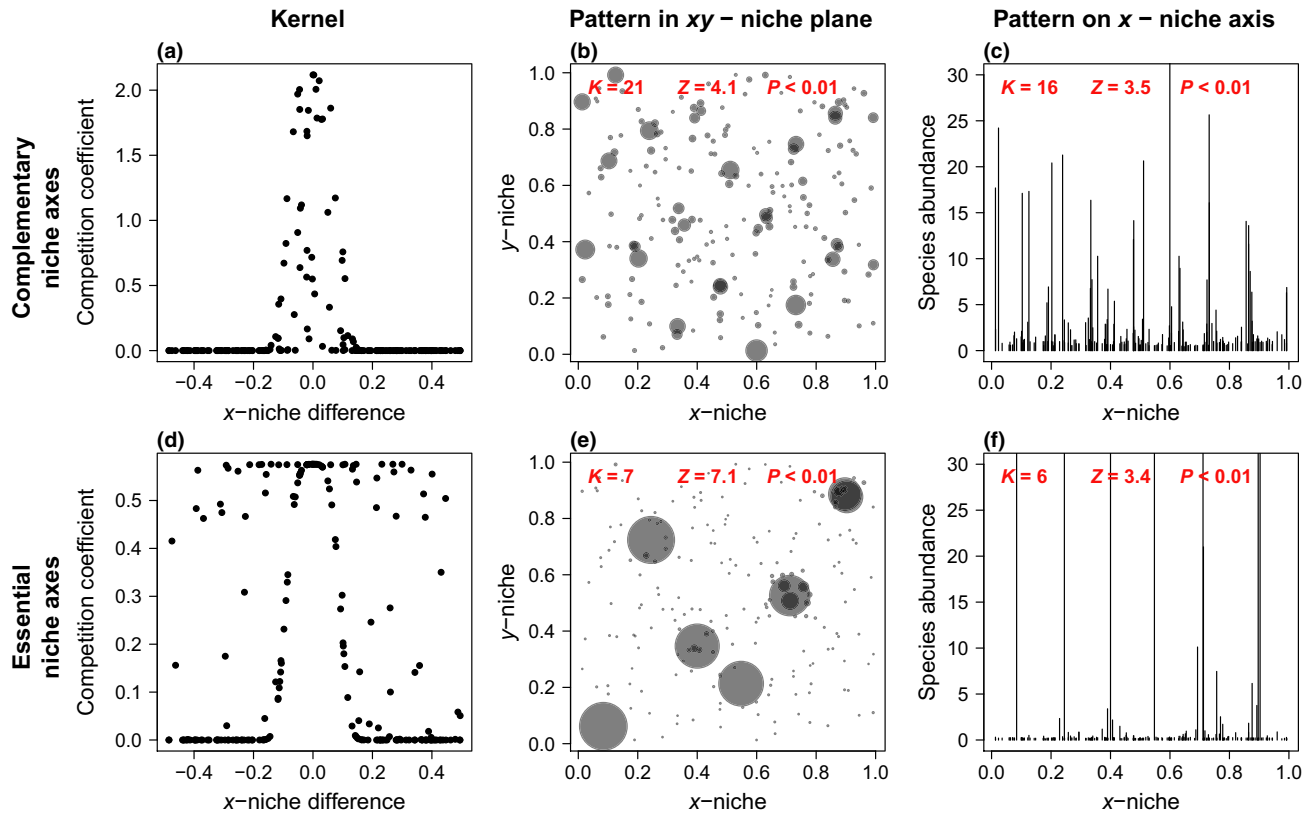 Kernel
Pattern in xy − niche plane
Pattern on x − niche axis
Complementary
niche axes
(a)
Competition coefficient
2.0
1.5
1.0
0.5
0.0
−0.4 −0.2 0.0 0.2 0.4
x−niche difference
(b)
K = 21 Z = 4.1 P < 0.01
y−niche
1.0
0.8
0.6
0.4
0.2
0.0
0.0 0.2 0.4 0.6 0.8 1.0
x−niche
(c)
K = 16 Z = 3.5 P < 0.01
Species abundance
30
25
20
15
10
5
0
0.0 0.2 0.4 0.6 0.8 1.0
x−niche
Essential
niche axes
(d)
Competition coefficient
0.5
0.4
0.3
0.2
0.1
0.0
−0.4 −0.2 0.0 0.2 0.4
x−niche difference
(e)
K = 7 Z = 7.1 P < 0.01
y−niche
1.0
0.8
0.6
0.4
0.2
0.0
0.0 0.2 0.4 0.6 0.8 1.0
x−niche
(f)
K = 6 Z = 3.4 P < 0.01
Species abundance
30
25
20
15
10
5
0
0.0 0.2 0.4 0.6 0.8 1.0
x−niche